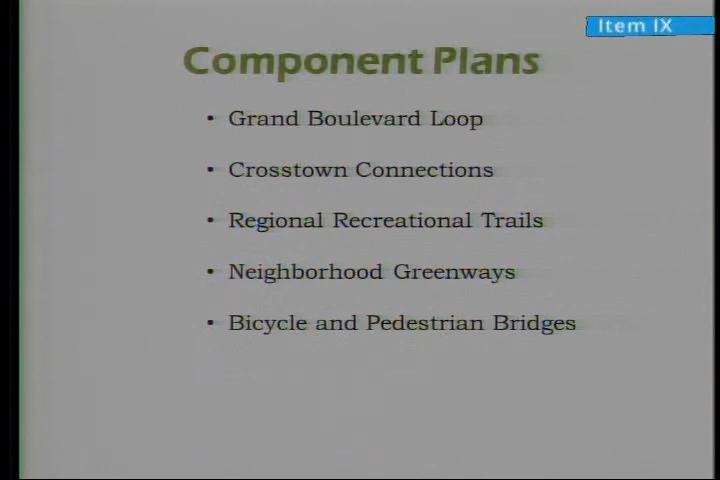 Item IX
Component Plans
• Grand Boulevard Loop
• Crosstown Connections
• Regional Recreational Trails
• Neighborhood Greenways
• Bicycle and Pedestrian Bridges